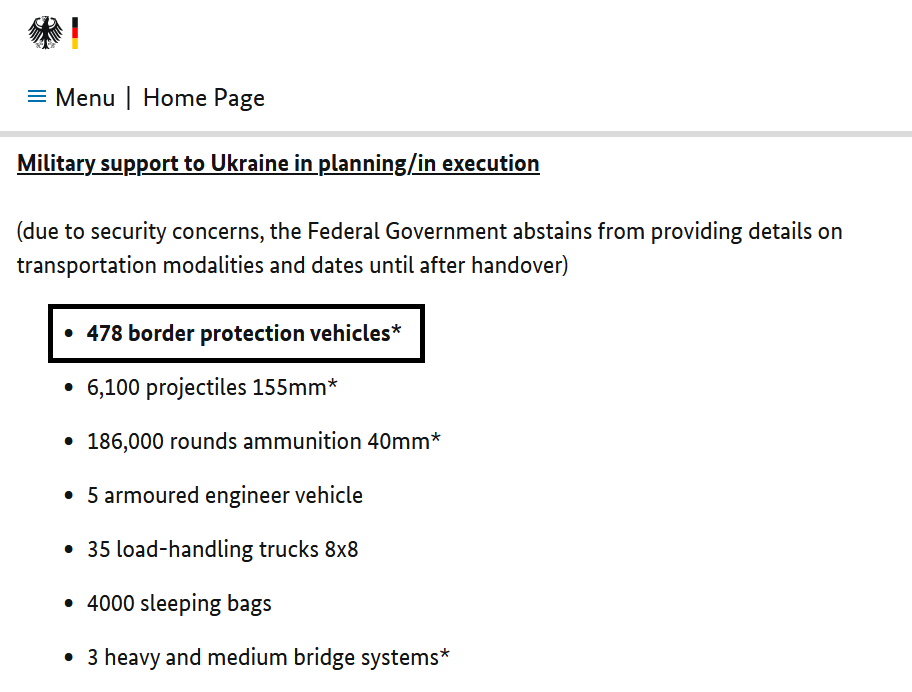 Menu | Home Page
Military support to Ukraine in planning/in execution
(due to security concerns, the Federal Government abstains from providing details on
transportation modalities and dates until after handover)
• 478 border protection vehicles*
• 6,100 projectiles 155mm*
• 186,000 rounds ammunition 40mm*
• 5 armoured engineer vehicle
• 35 load-handling trucks 8x8
• 4000 sleeping bags
• 3 heavy and medium bridge systems*